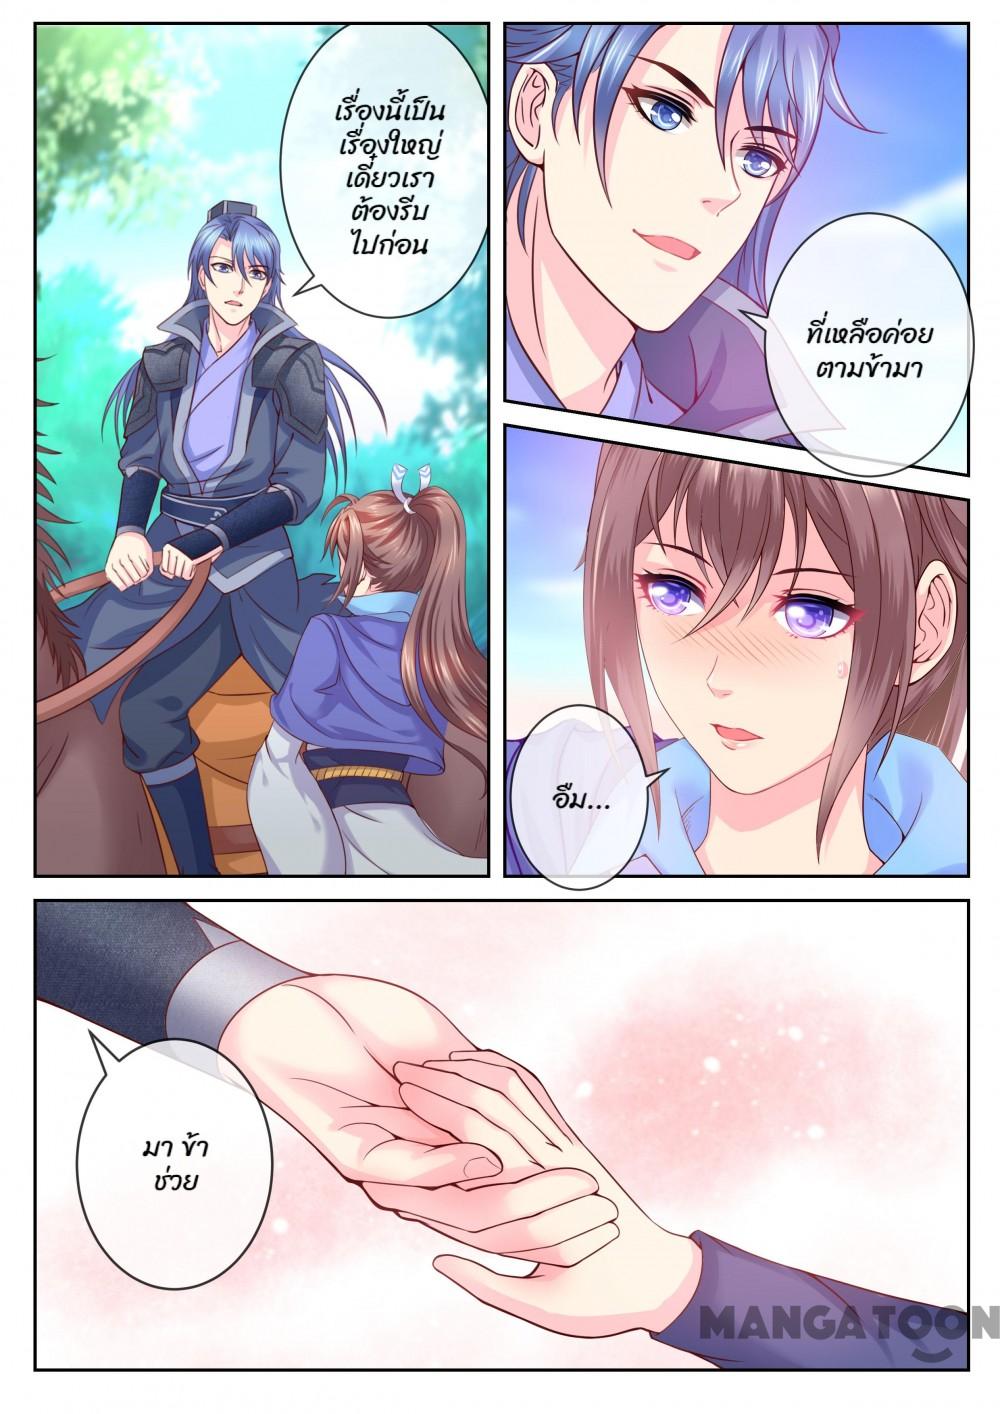 เรื่องนี้เป็น
เรื่องใหญ่
เดี๋ยวเรา
ต้องรีบ
ไปก่อน
ที่เหลือค่อย
ตามข้ามา
อืม...
มา ข้า
ช่วย
MANGATOON